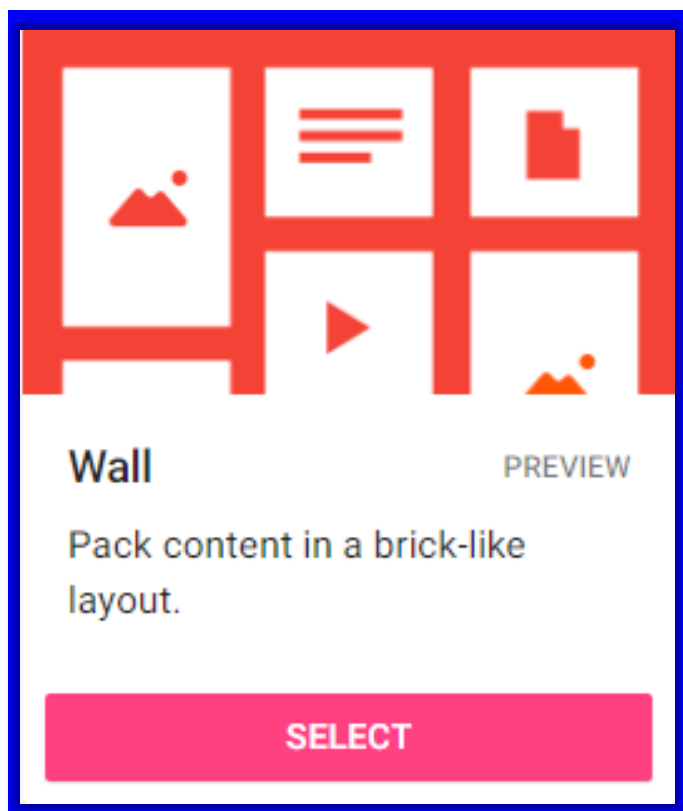 Wall
PREVIEW
Pack content in a brick-like
layout.
SELECT